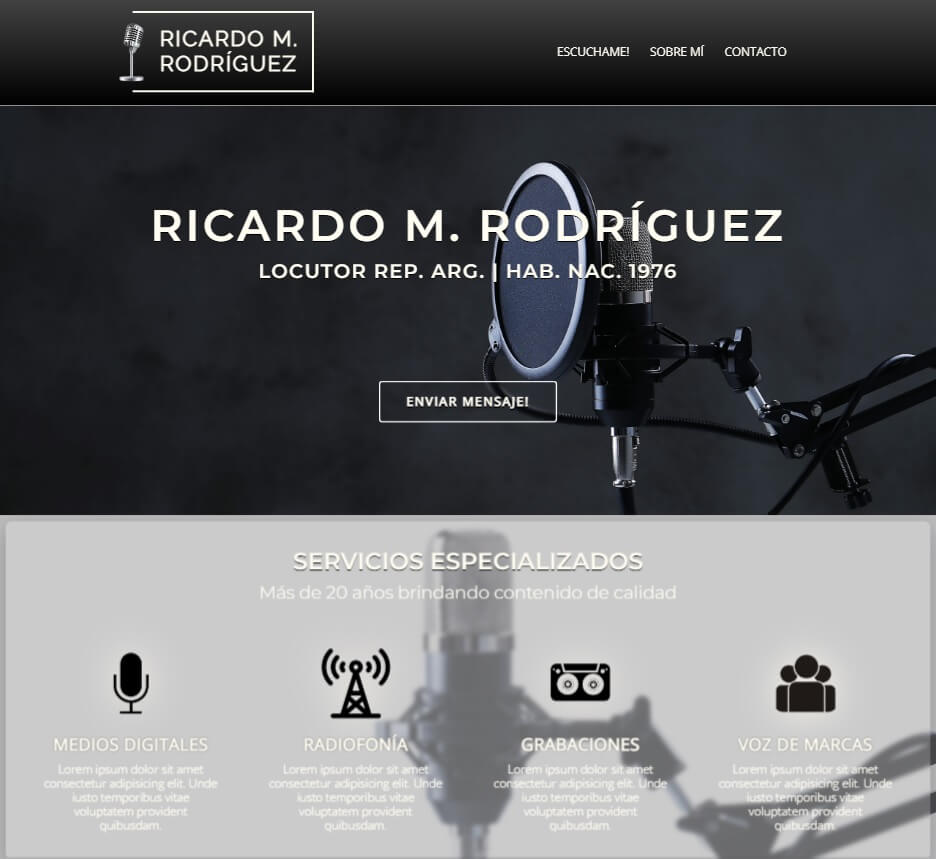 RICARDO M.
RODRÍGUEZ
ESCUCHAME! SOBRE MÍ CONTACTO
RICARDO M. RODRÍGUEZ
LOCUTOR REP. ARG. | HAB. NAC. 1976
ENVIAR MENSAJE!
SERVICIOS ESPECIALIZADOS
Más de 20 años brindando contenido de calidad
MEDIOS DIGITALES
Lorem ipsum dolor sit amet
consectetur adipisicing elit. Unde
iusto temporibus vitae
voluptatem provident
quibusdam.
RADIOFONÍA
Lorem ipsum dolor sit amet
consectetur adipisicing elit. Unde
iusto temporibus vitae
voluptatem provident
quibusdam.
GRABACIONES
Lorem ipsum dolor sit amet
consectetur adipisicing elit. Unde
iusto temporibus vitae
voluptatem provident
quibusdam.
VOZ DE MARCAS
Lorem ipsum dolor sit amet
consectetur adipisicing elit. Unde
iusto temporibus vitae
voluptatem provident
quibusdam.